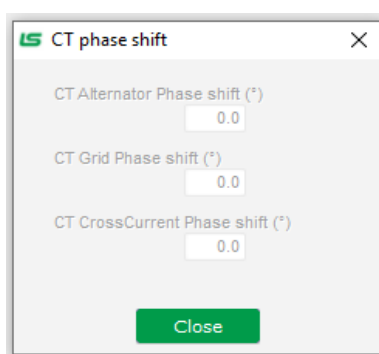 LS CT phase shift
CT Alternator Phase shift (°)
0.0
CT Grid Phase shift (°)
0.0
CT CrossCurrent Phase shift (°)
0.0
Close